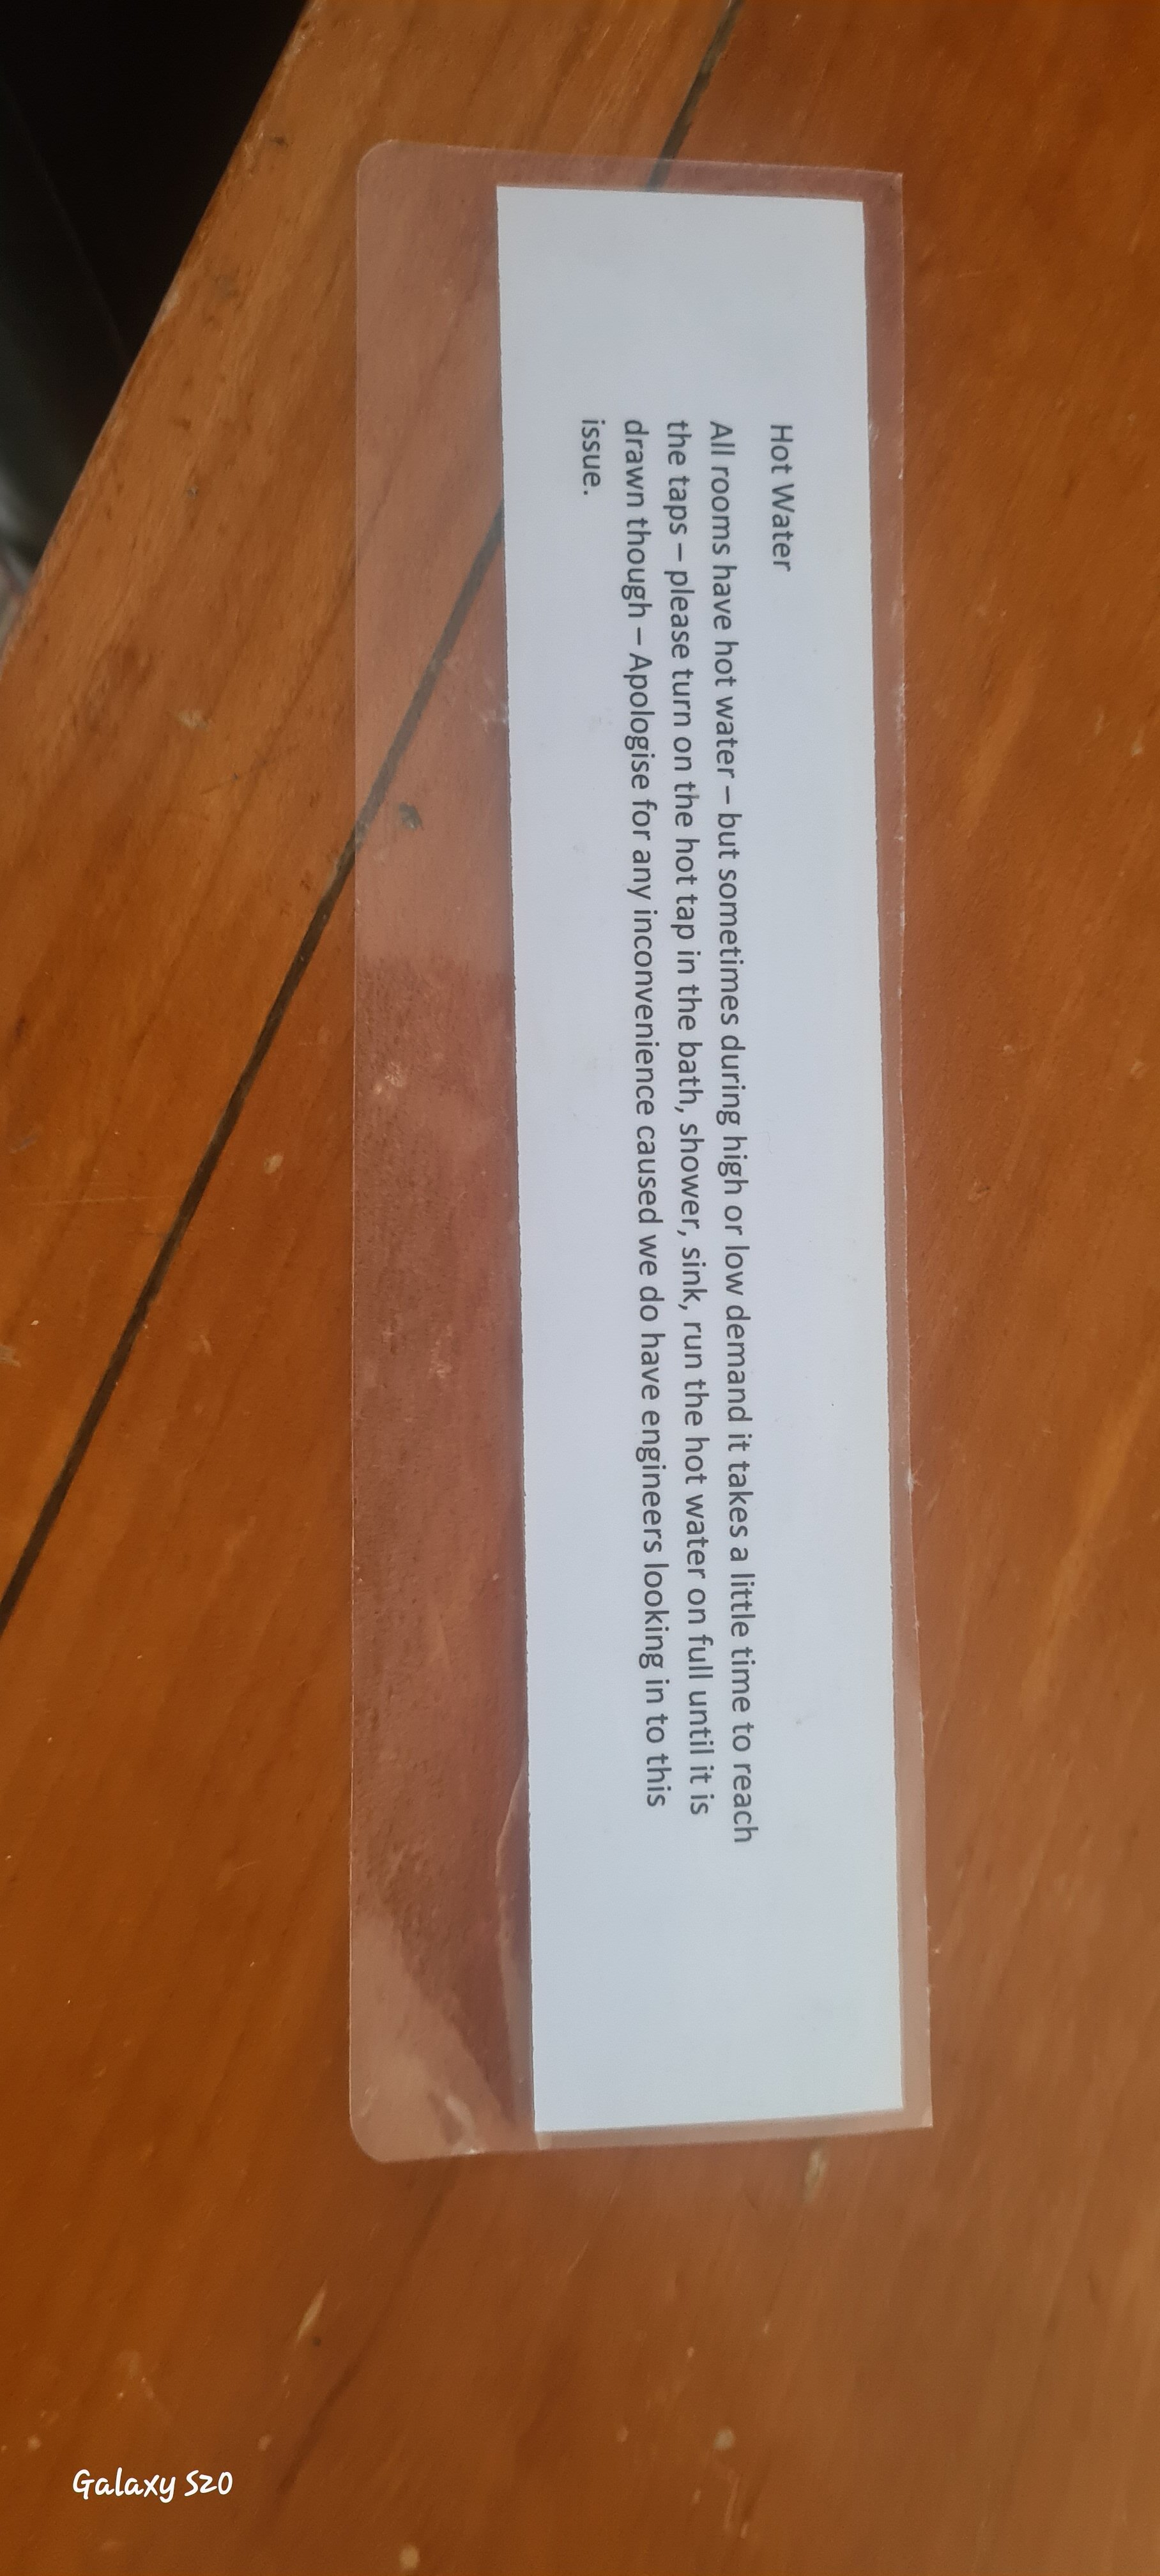 Hot Water
All rooms have hot water – but sometimes during high or low demand it takes a little time to reach
the taps – please turn on the hot tap in the bath, shower, sink, run the hot water on full until it is
drawn though – Apologise for any inconvenience caused we do have engineers looking in to this
issue.
Galaxy S20